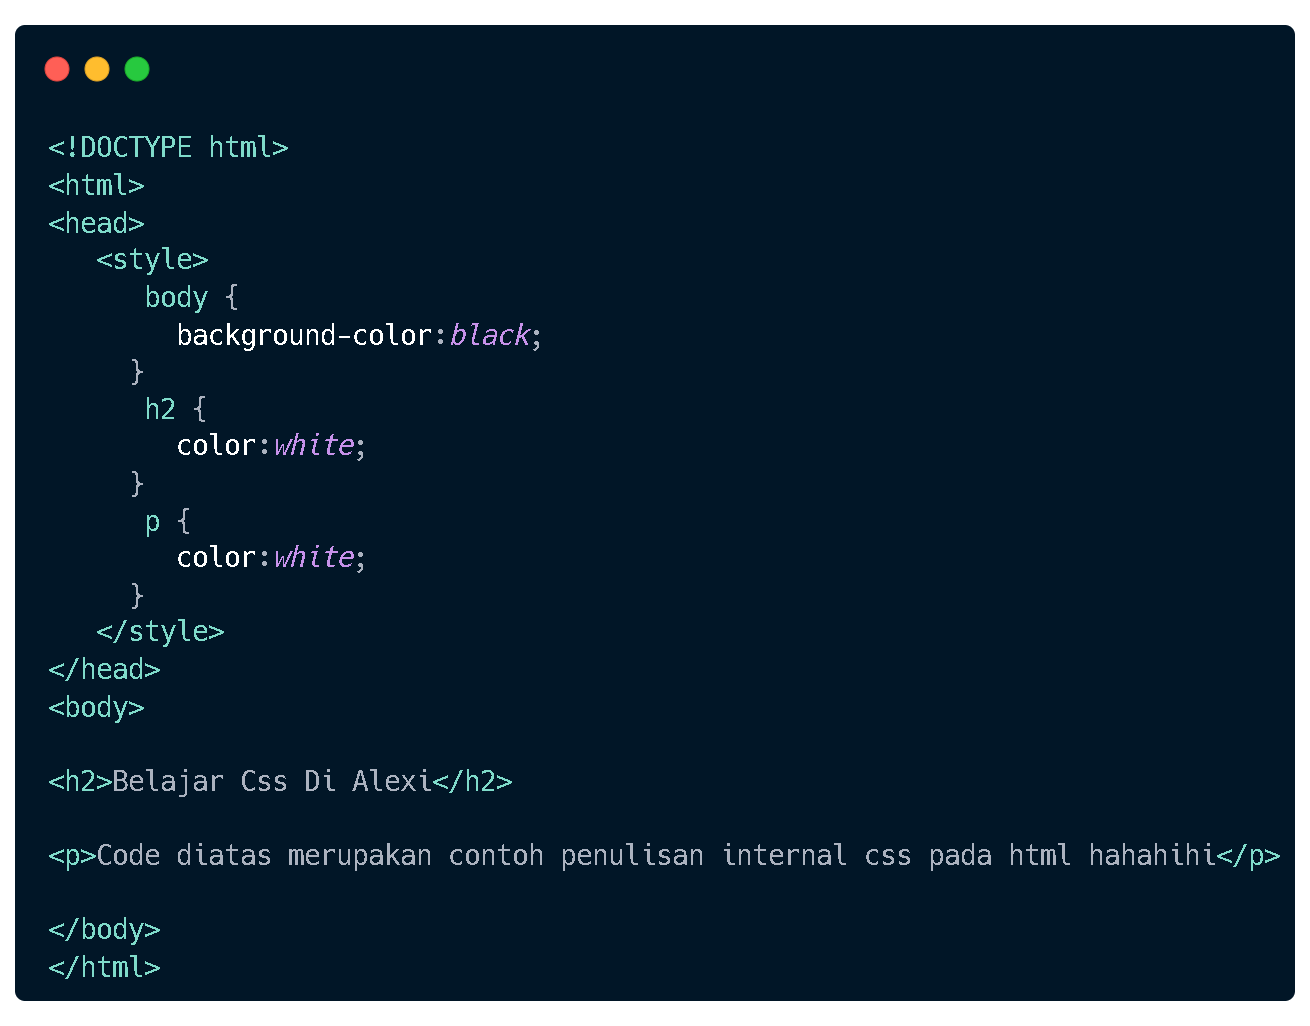 <!DOCTYPE html>
<html>
<head>
   <style>
      body {
        background-color:black;
     }
      h2 {
        color:white;
     }
      p {
        color:white;
     }
   </style>
</head>
<body>

<h2>Belajar Css Di Alexi</h2>

<p>Code diatas merupakan contoh penulisan internal css pada html hahahihi</p>

</body>
</html>